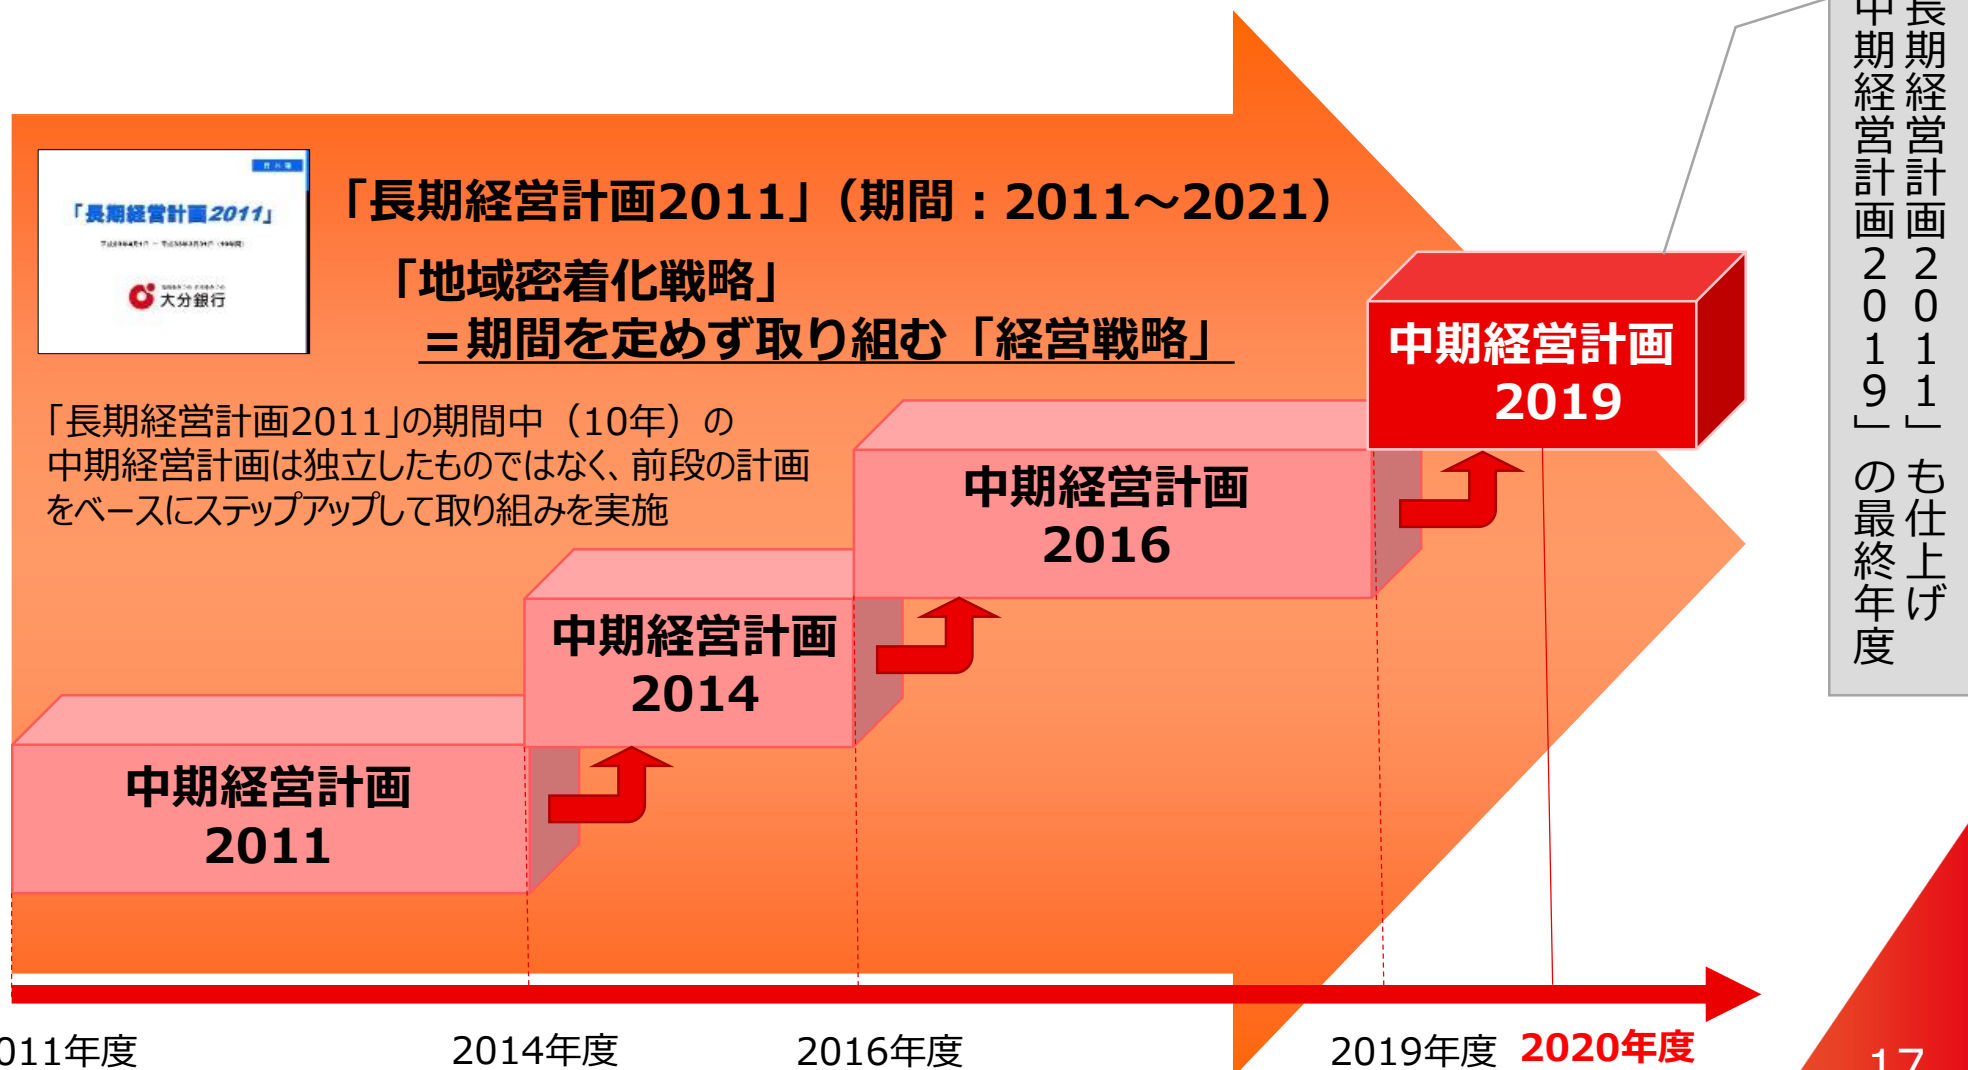 「長期経営計画2011」
大分銀行
「長期経営計画2011」（期間：2011～2021）
「地域密着化戦略」
＝期間を定めず取り組む「経営戦略」
「長期経営計画2011」の期間中（10年）の
中期経営計画は独立したものではなく、前段の計画
をベースにステップアップして取り組みを実施
中期経営計画
2011
中期経営計画
2014
中期経営計画
2016
中期経営計画
2019
長期経営計画2011」も仕上げ
中期経営計画2019」の最終年度
011年度
2014年度
2016年度
2019年度
2020年度
17